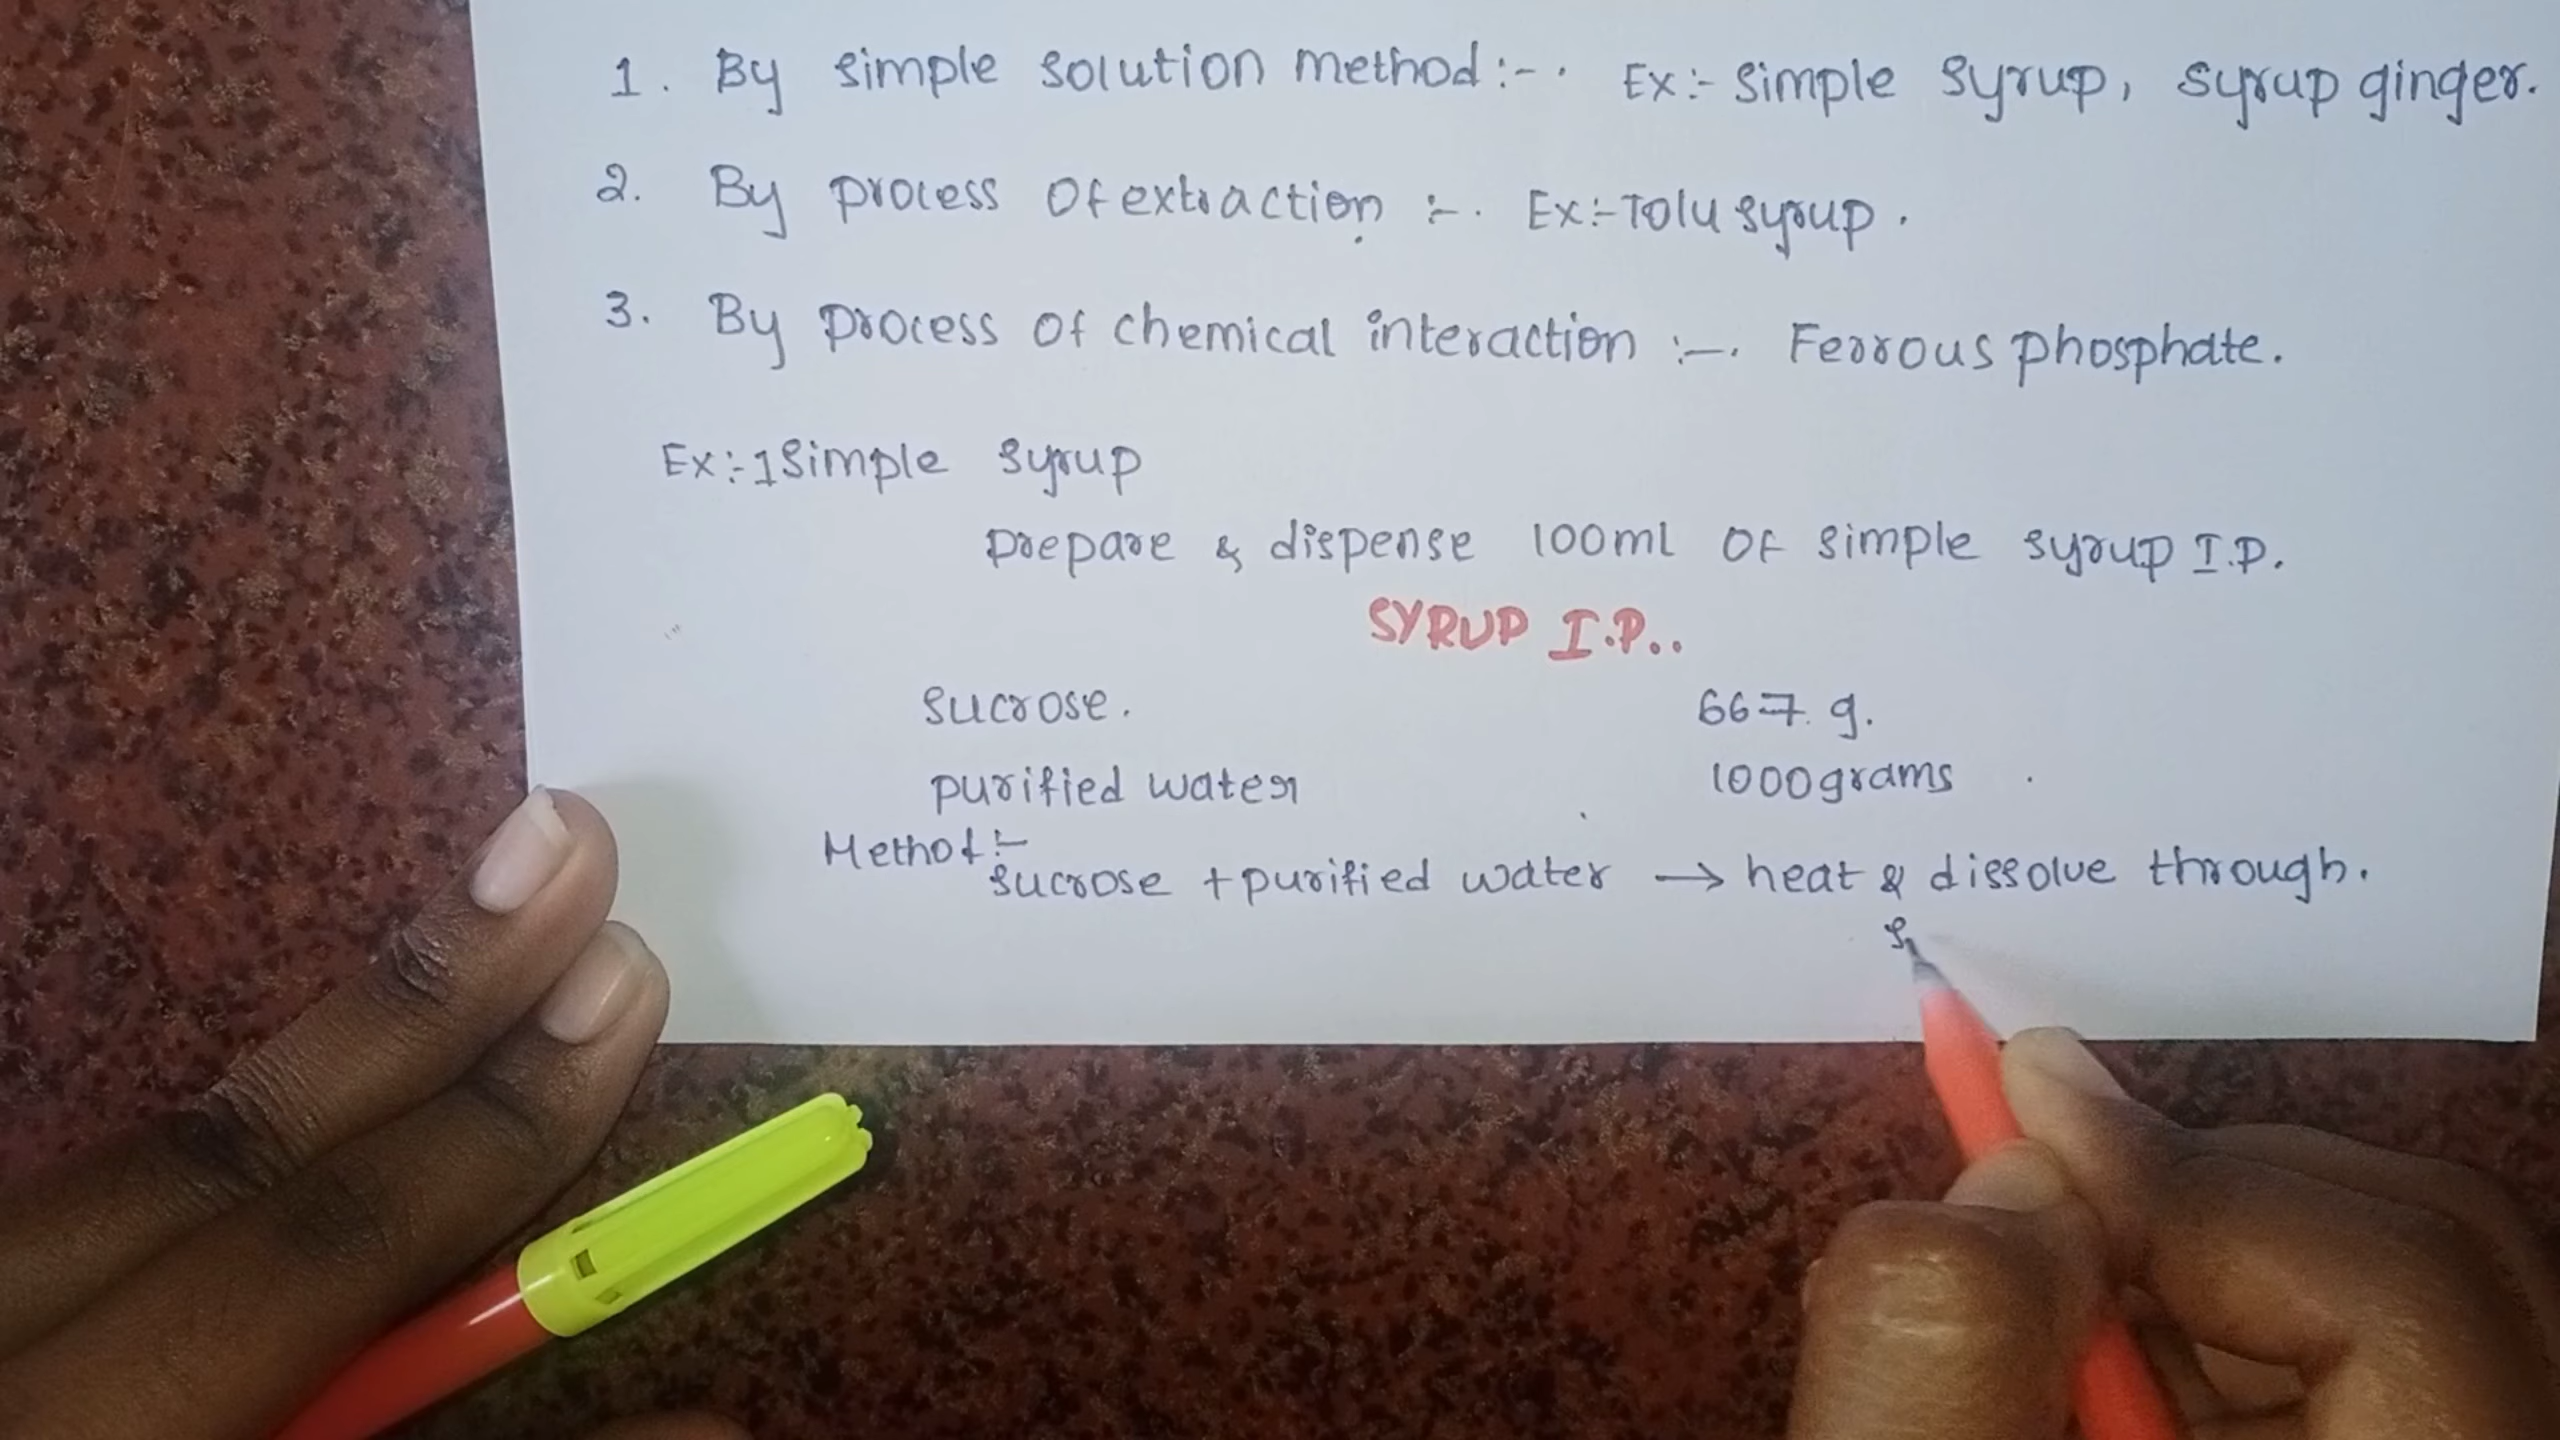 1. By simple solution method :- . Ex:- simple syrup, syrup ginger.
2. By process of extraction :- . Ex:- Tolu syrup .
3. By process of chemical interaction :-. Ferrous phosphate.
Ex:-1 simple syrup
prepare & dispense 100ml of simple syrup I.P.
SYRUP I.P..
sucrose. 667 g.
purified water 1000grams .
Method:-
sucrose + purified water → heat & dissolve through.